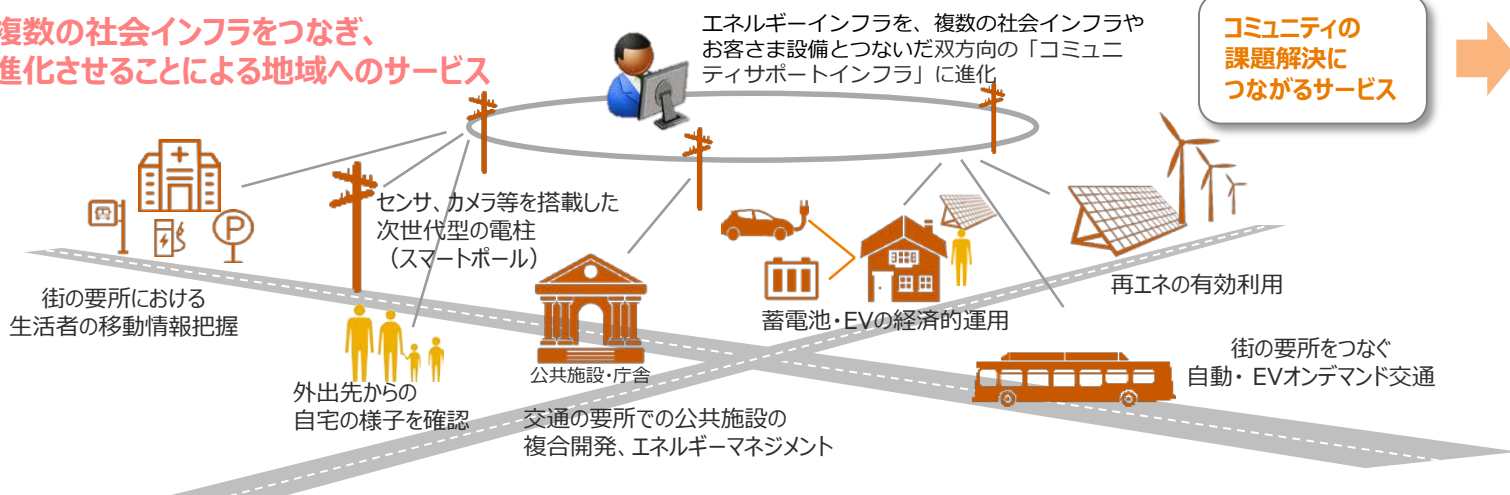 複数の社会インフラをつなぎ、
進化させることによる地域へのサービス
エネルギーインフラを、複数の社会インフラや
お客さま設備とつないだ双方向の「コミュニ
ティサポートインフラ」に進化
コミュニティの
課題解決に
つながるサービス
P
センサ、カメラ等を搭載した
次世代型の電柱
（スマートポール）
街の要所における
生活者の移動情報把握
外出先からの
自宅の様子を確認
公共施設・庁舎
交通の要所での公共施設の
複合開発、エネルギーマネジメント
蓄電池・EVの経済的運用
再エネの有効利用
街の要所をつなぐ
自動・ EVオンデマンド交通